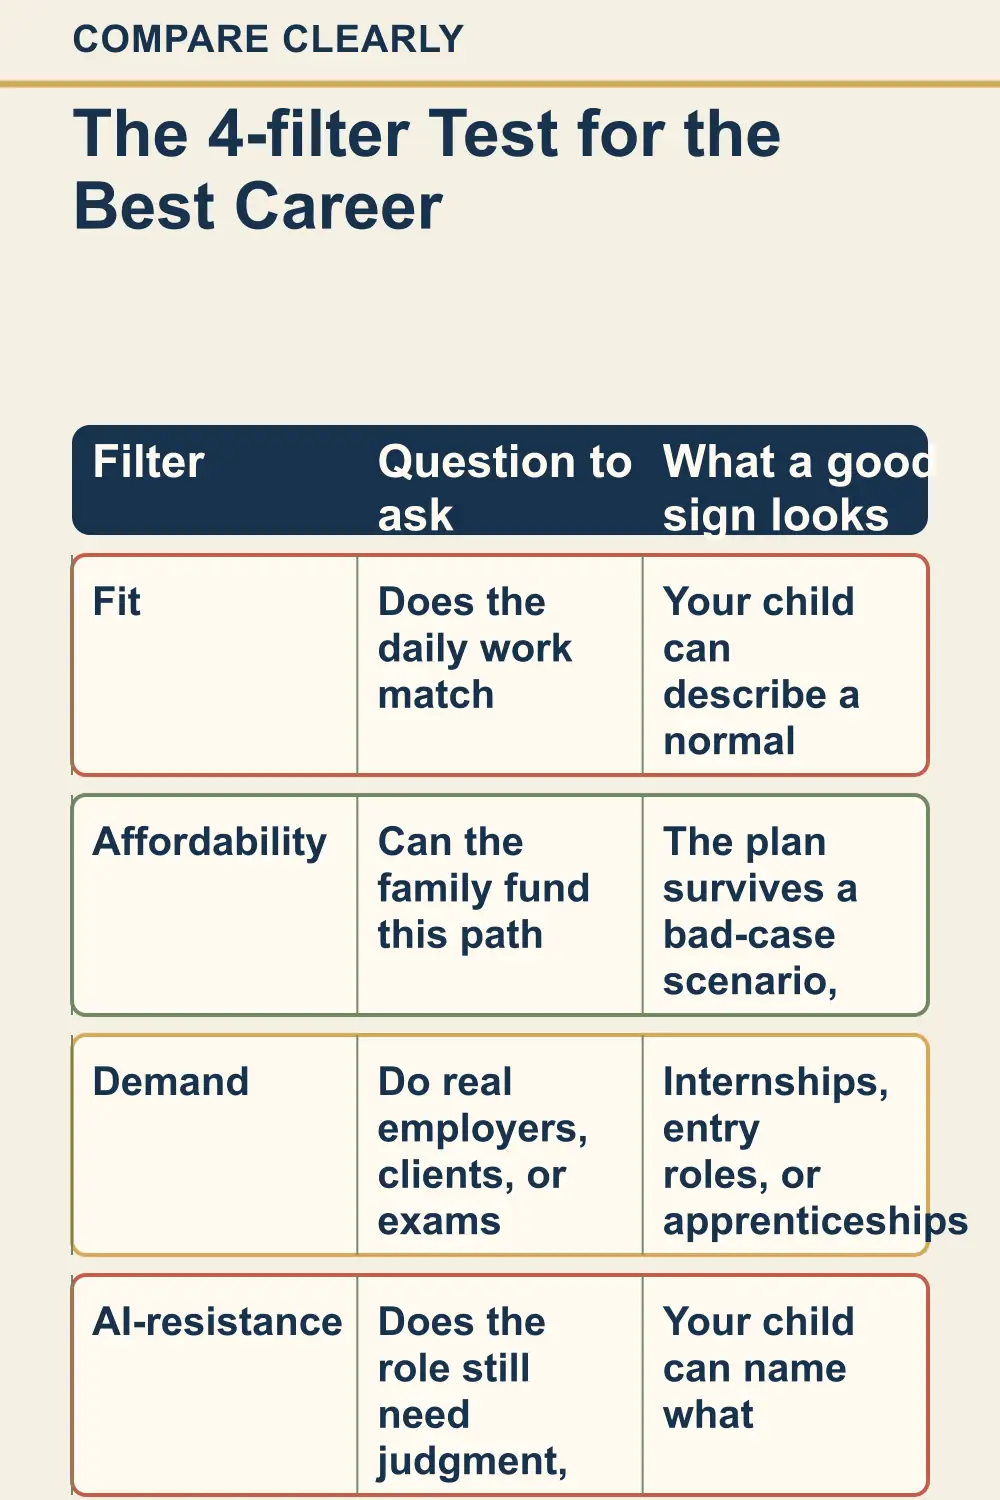 COMPARE CLEARLY
The 4-filter Test for the
Best Career
Filter
Question to
ask
What a good
sign looks
Fit
Does the
daily work
match
Your child
can
describe a
normal
Affordability
Can the
family fund
this path
The plan
survives a
bad-case
scenario,
Demand
Do real
employers,
clients, or
exams
Internships,
entry
roles, or
apprenticeships
AI-resistance
Does the
role still
need
judgment,
Your child
can name
what